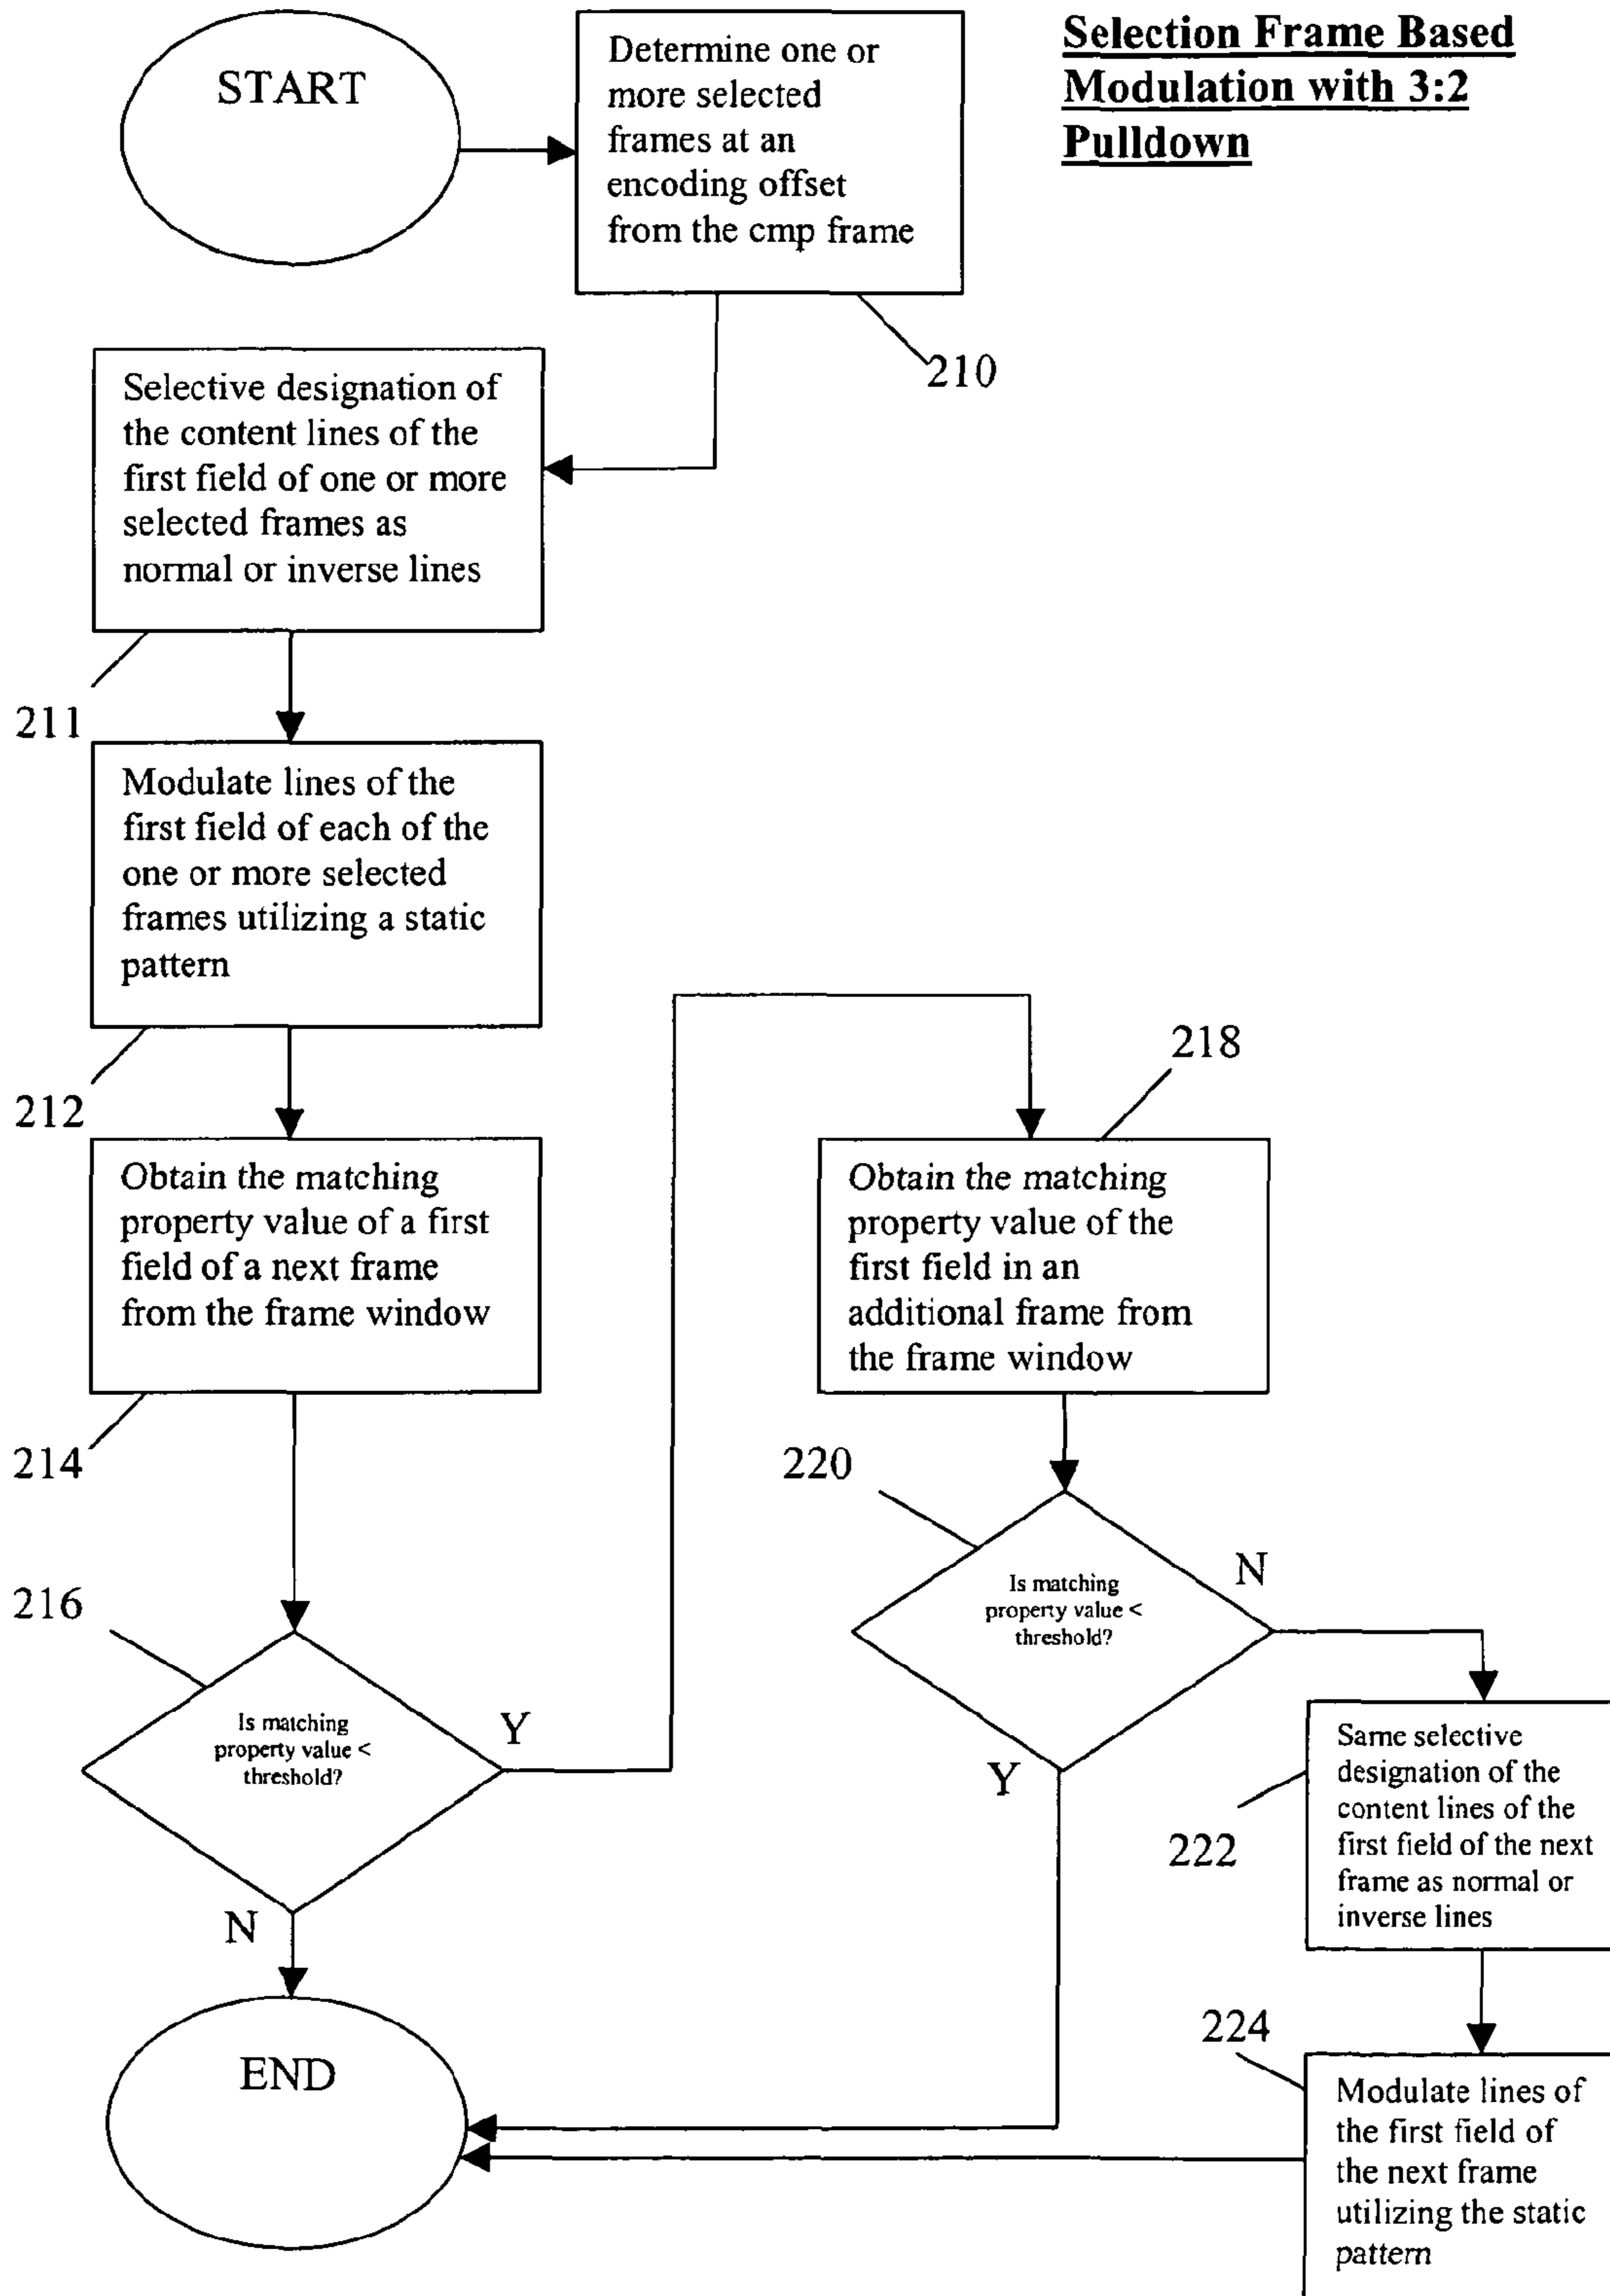 START
Determine one or
more selected
frames at an
encoding offset
from the cmp frame
Selection Frame Based
Modulation with 3:2
Pulldown
210
Selective designation of
the content lines of the
first field of one or more
selected frames as
normal or inverse lines
211
Modulate lines of the
first field of each of the
one or more selected
frames utilizing a static
pattern
212
Obtain the matching
property value of a first
field of a next frame
from the frame window
214
218
Obtain the matching
property value of the
first field in an
additional frame from
the frame window
216
Is matching
property value <
threshold?
Y
N
220
Is matching
property value <
threshold?
N
Y
Same selective
designation of the
content lines of the
first field of the next
frame as normal or
inverse lines
222
224
Modulate lines of
the first field of
the next frame
utilizing the static
pattern
END